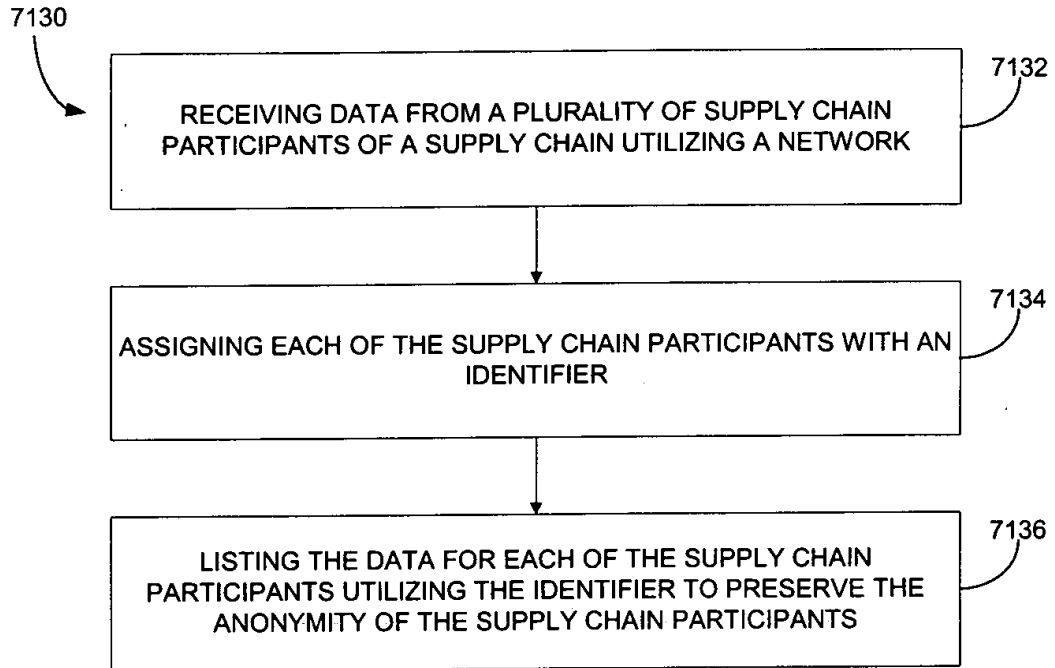 7130
7132
RECEIVING DATA FROM A PLURALITY OF SUPPLY CHAIN
PARTICIPANTS OF A SUPPLY CHAIN UTILIZING A NETWORK
7134
ASSIGNING EACH OF THE SUPPLY CHAIN PARTICIPANTS WITH AN
IDENTIFIER
7136
LISTING THE DATA FOR EACH OF THE SUPPLY CHAIN
PARTICIPANTS UTILIZING THE IDENTIFIER TO PRESERVE THE
ANONYMITY OF THE SUPPLY CHAIN PARTICIPANTS